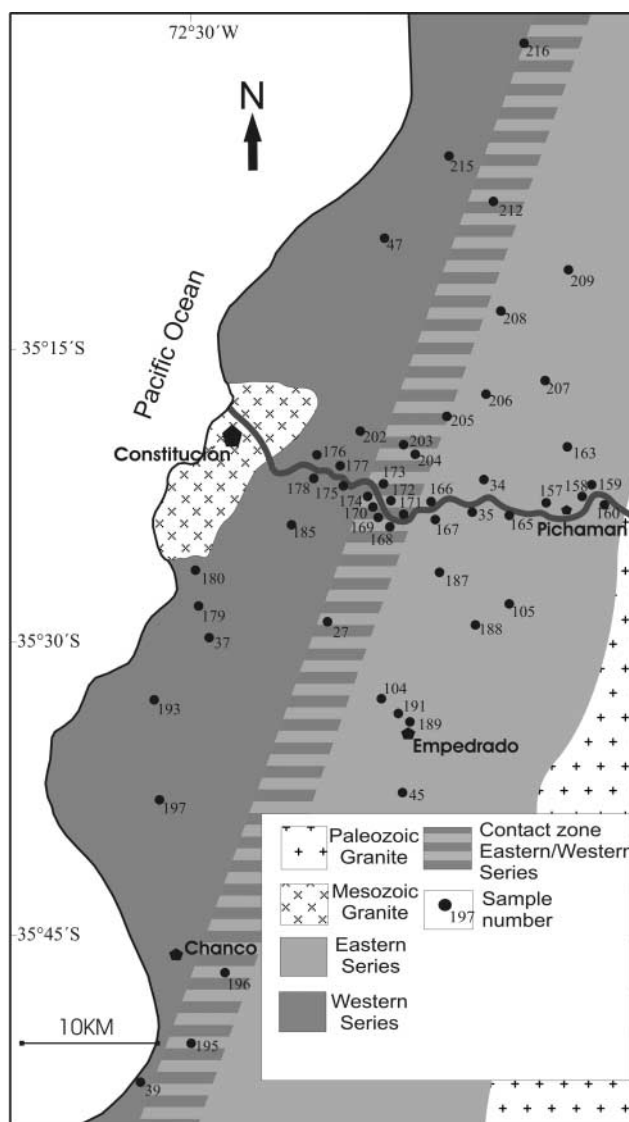 72°30'W
216
N
215
212
47
209
208
Pacific Ocean
35°15'S
207
206
205
Constitución
202
203
176
204
163
177
178
175
173
34
159
158
174
172
166
157
170
171
160
169
167
35
165
Pichaman
185
168
180
187
179
105
27
188
35°30'S
37
104
193
191
189
Empedrado
45
197
Paleozoic
Granite
Contact zone
Eastern/Western
Series
Mesozoic
Granite
197
Sample
number
Eastern
Series
Western
Series
35°45'S
Chanco
196
10KM
195
39